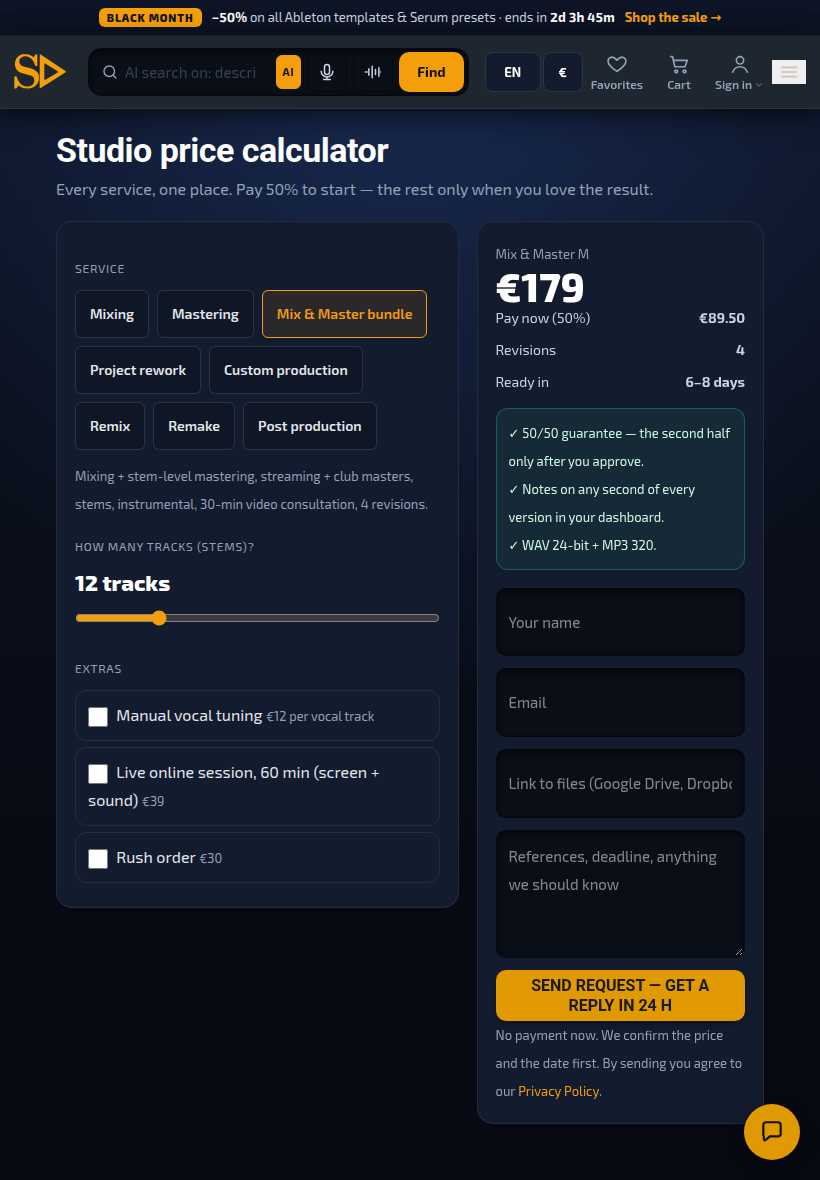 BLACK MONTH −50% on all Ableton templates & Serum presets · ends in 2d 3h 45m Shop the sale →
AI search on: descri
AI
Find
EN
€
Favorites
Cart
Sign in
Studio price calculator
Every service, one place. Pay 50% to start — the rest only when you love the result.
SERVICE
Mixing
Mastering
Mix & Master bundle
Project rework
Custom production
Remix
Remake
Post production
Mixing + stem-level mastering, streaming + club masters,
stems, instrumental, 30-min video consultation, 4 revisions.
HOW MANY TRACKS (STEMS)?
12 tracks
EXTRAS
Manual vocal tuning €12 per vocal track
Live online session, 60 min (screen +
sound) €39
Rush order €30
Mix & Master M
€179
Pay now (50%) €89.50
Revisions 4
Ready in 6–8 days
✓ 50/50 guarantee — the second half
only after you approve.
✓ Notes on any second of every
version in your dashboard.
✓ WAV 24-bit + MP3 320.
Your name
Email
Link to files (Google Drive, Dropbo
References, deadline, anything
we should know
SEND REQUEST — GET A
REPLY IN 24 H
No payment now. We confirm the price
and the date first. By sending you agree to
our Privacy Policy.